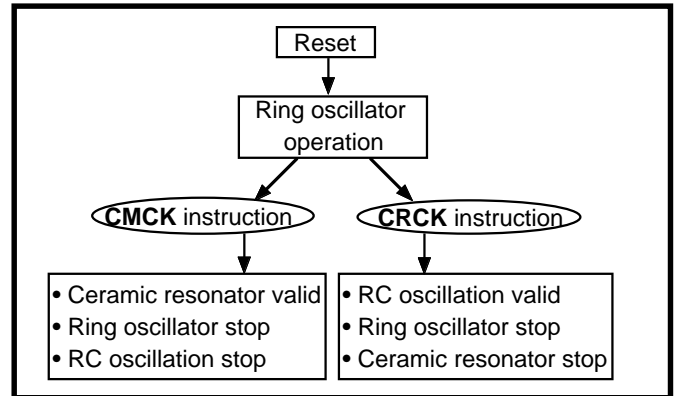 Reset
Ring oscillator
operation
CMCK instruction
CRCK instruction
• Ceramic resonator valid
• Ring oscillator stop
• RC oscillation stop
• RC oscillation valid
• Ring oscillator stop
• Ceramic resonator stop